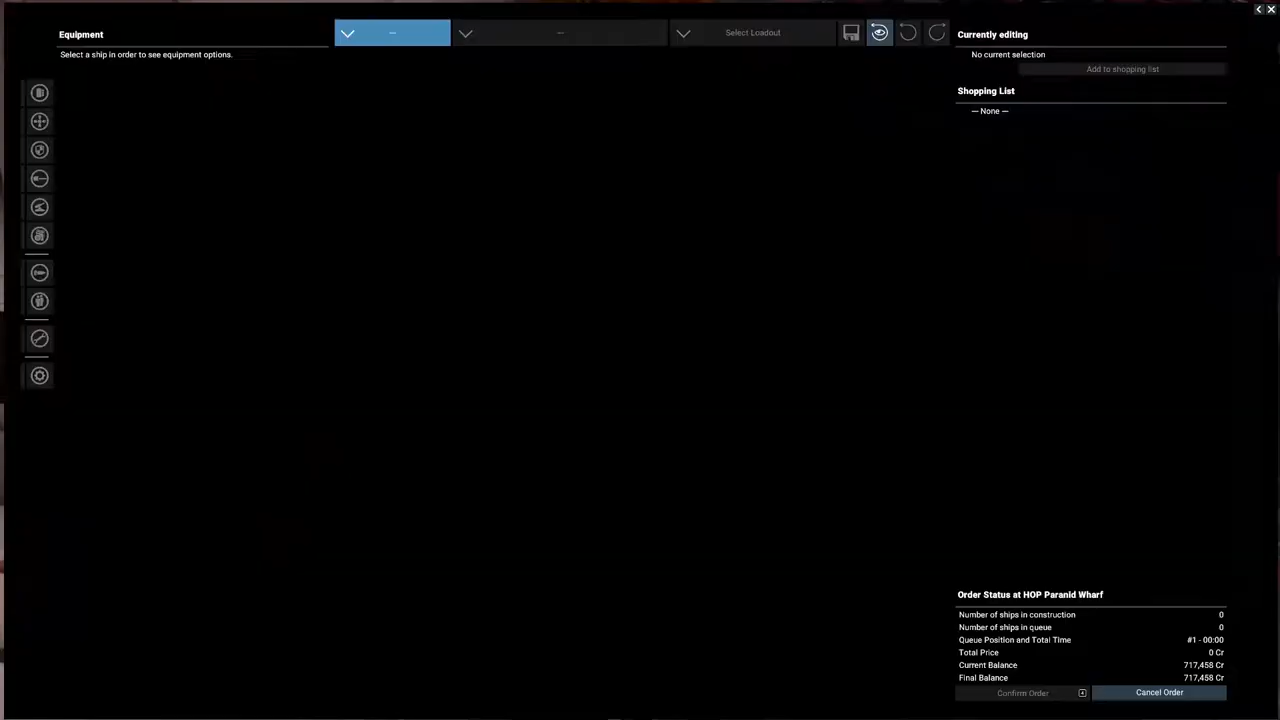 Equipment
Select a ship in order to see equipment options.
--
--
Select Loadout
Currently editing
No current selection
Add to shopping list
Shopping List
— None —
Order Status at HOP Paranid Wharf
Number of ships in construction 0
Number of ships in queue 0
Queue Position and Total Time #1 - 00:00
Total Price 0 Cr
Current Balance 717,458 Cr
Final Balance 717,458 Cr
Confirm Order
Cancel Order